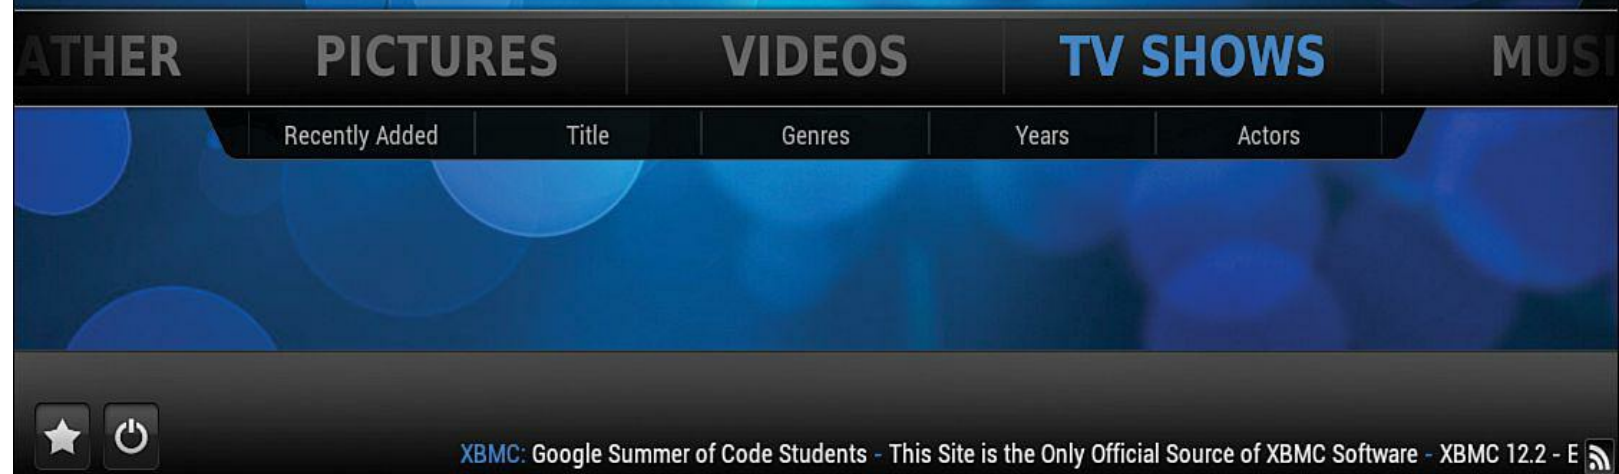 ATHER PICTURES VIDEOS TV SHOWS MUSI
Recently Added Title Genres Years Actors
XBMC: Google Summer of Code Students - This Site is the Only Official Source of XBMC Software - XBMC 12.2 - E